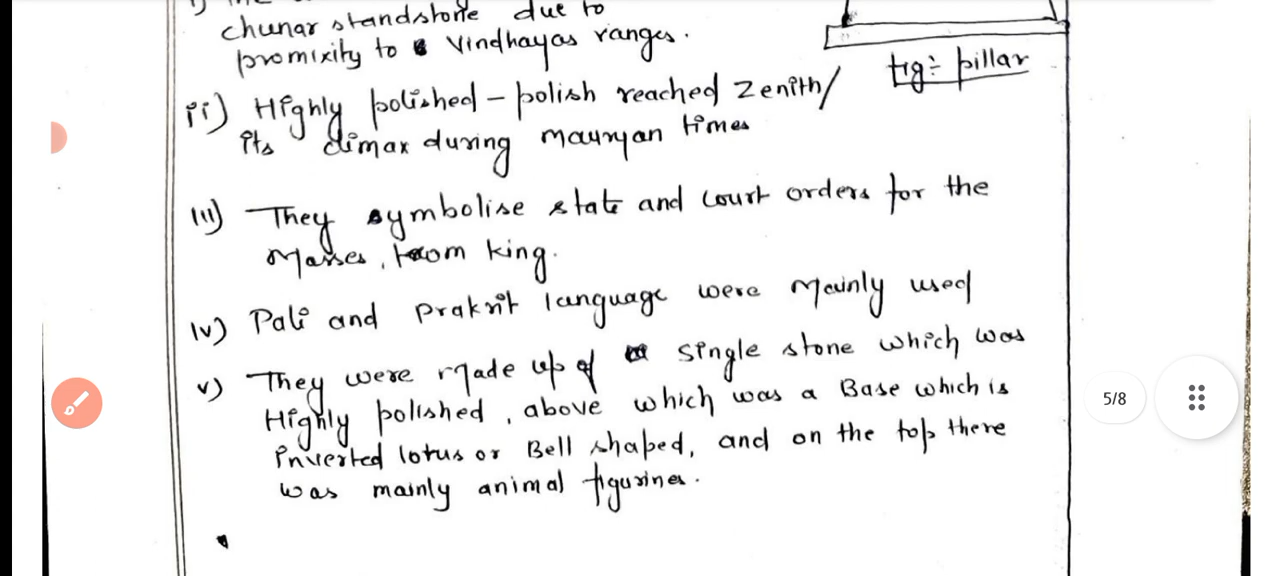 chunar standstone due to
promixity to Vindhayas ranges.
fig:- pillar
ii) Highly polished - polish reached Zenith/
its climax during mauryan times
iii) They symbolise state and court orders for the
Masses, from king.
iv) Pali and Prakrit language were mainly used
v) They were made up of single stone which was
Highly polished, above which was a Base which is
inverted lotus or Bell shaped, and on the top there
was mainly animal figurines.
5/8